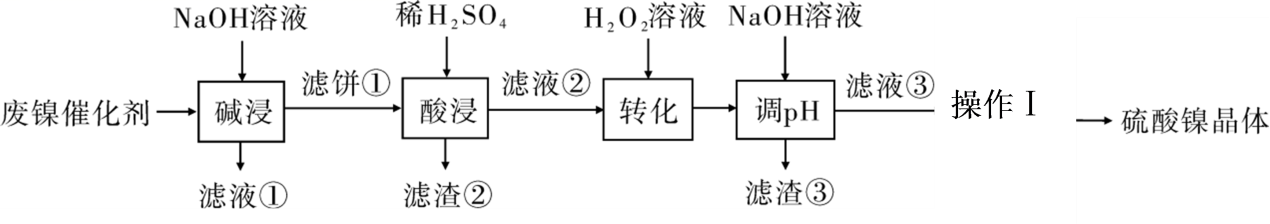 NaOH溶液 稀H₂SO₄ H₂O₂溶液 NaOH溶液
废镍催化剂 碱浸 滤饼① 酸浸 滤液② 转化 调pH 滤液③ 操作Ⅰ 硫酸镍晶体
滤液① 滤渣② 滤渣③